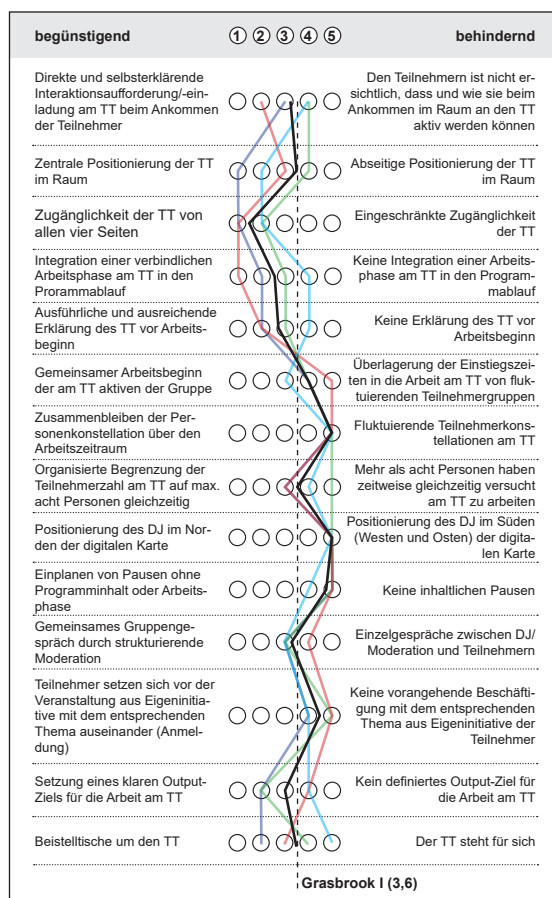 begünstigend 1 2 3 4 5 behindernd
Direkte und selbsterklärende
Interaktionsaufforderung/-ein-
ladung am TT beim Ankommen
der Teilnehmer
Den Teilnehmern ist nicht er-
sichtlich, dass und wie sie beim
Ankommen im Raum an den TT
aktiv werden können
Zentrale Positionierung der TT
im Raum
Abseitige Positionierung der TT
im Raum
Zugänglichkeit der TT von
allen vier Seiten
Eingeschränkte Zugänglichkeit
der TT
Integration einer verbindlichen
Arbeitsphase am TT in den
Prorammablauf
Keine Integration einer Arbeits-
phase am TT in den Programm-
ablauf
Ausführliche und ausreichende
Erklärung des TT vor Arbeits-
beginn
Keine Erklärung des TT vor
Arbeitsbeginn
Gemeinsamer Arbeitsbeginn
der am TT aktiven der Gruppe
Überlagerung der Einstiegszei-
ten in die Arbeit am TT von fluk-
tuierenden Teilnehmergruppen
Zusammenbleiben der Per-
sonenkonstellation über den
Arbeitszeitraum
Fluktuierende Teilnehmerkons-
tellationen am TT
Organisierte Begrenzung der
Teilnehmerzahl am TT auf max.
acht Personen gleichzeitig
Mehr als acht Personen haben
zeitweise gleichzeitig versucht
am TT zu arbeiten
Positionierung des DJ im Nor-
den der digitalen Karte
Positionierung des DJ im Süden
(Westen und Osten) der digita-
len Karte
Einplanen von Pausen ohne
Programminhalt oder Arbeits-
phase
Keine inhaltlichen Pausen
Gemeinsames Gruppenge-
spräch durch strukturierende
Moderation
Einzelgespräche zwischen DJ/
Moderation und Teilnehmern
Teilnehmer setzen sich vor der
Veranstaltung aus Eigeninitia-
tive mit dem entsprechenden
Thema auseinander (Anmel-
dung)
Keine vorangehende Beschäfti-
gung mit dem entsprechenden
Thema aus Eigeninitiative der
Teilnehmer
Setzung eines klaren Output-
Ziels für die Arbeit am TT
Kein definiertes Output-Ziel für
die Arbeit am TT
Beistelltische um den TT
Der TT steht für sich
Grasbrook I (3,6)